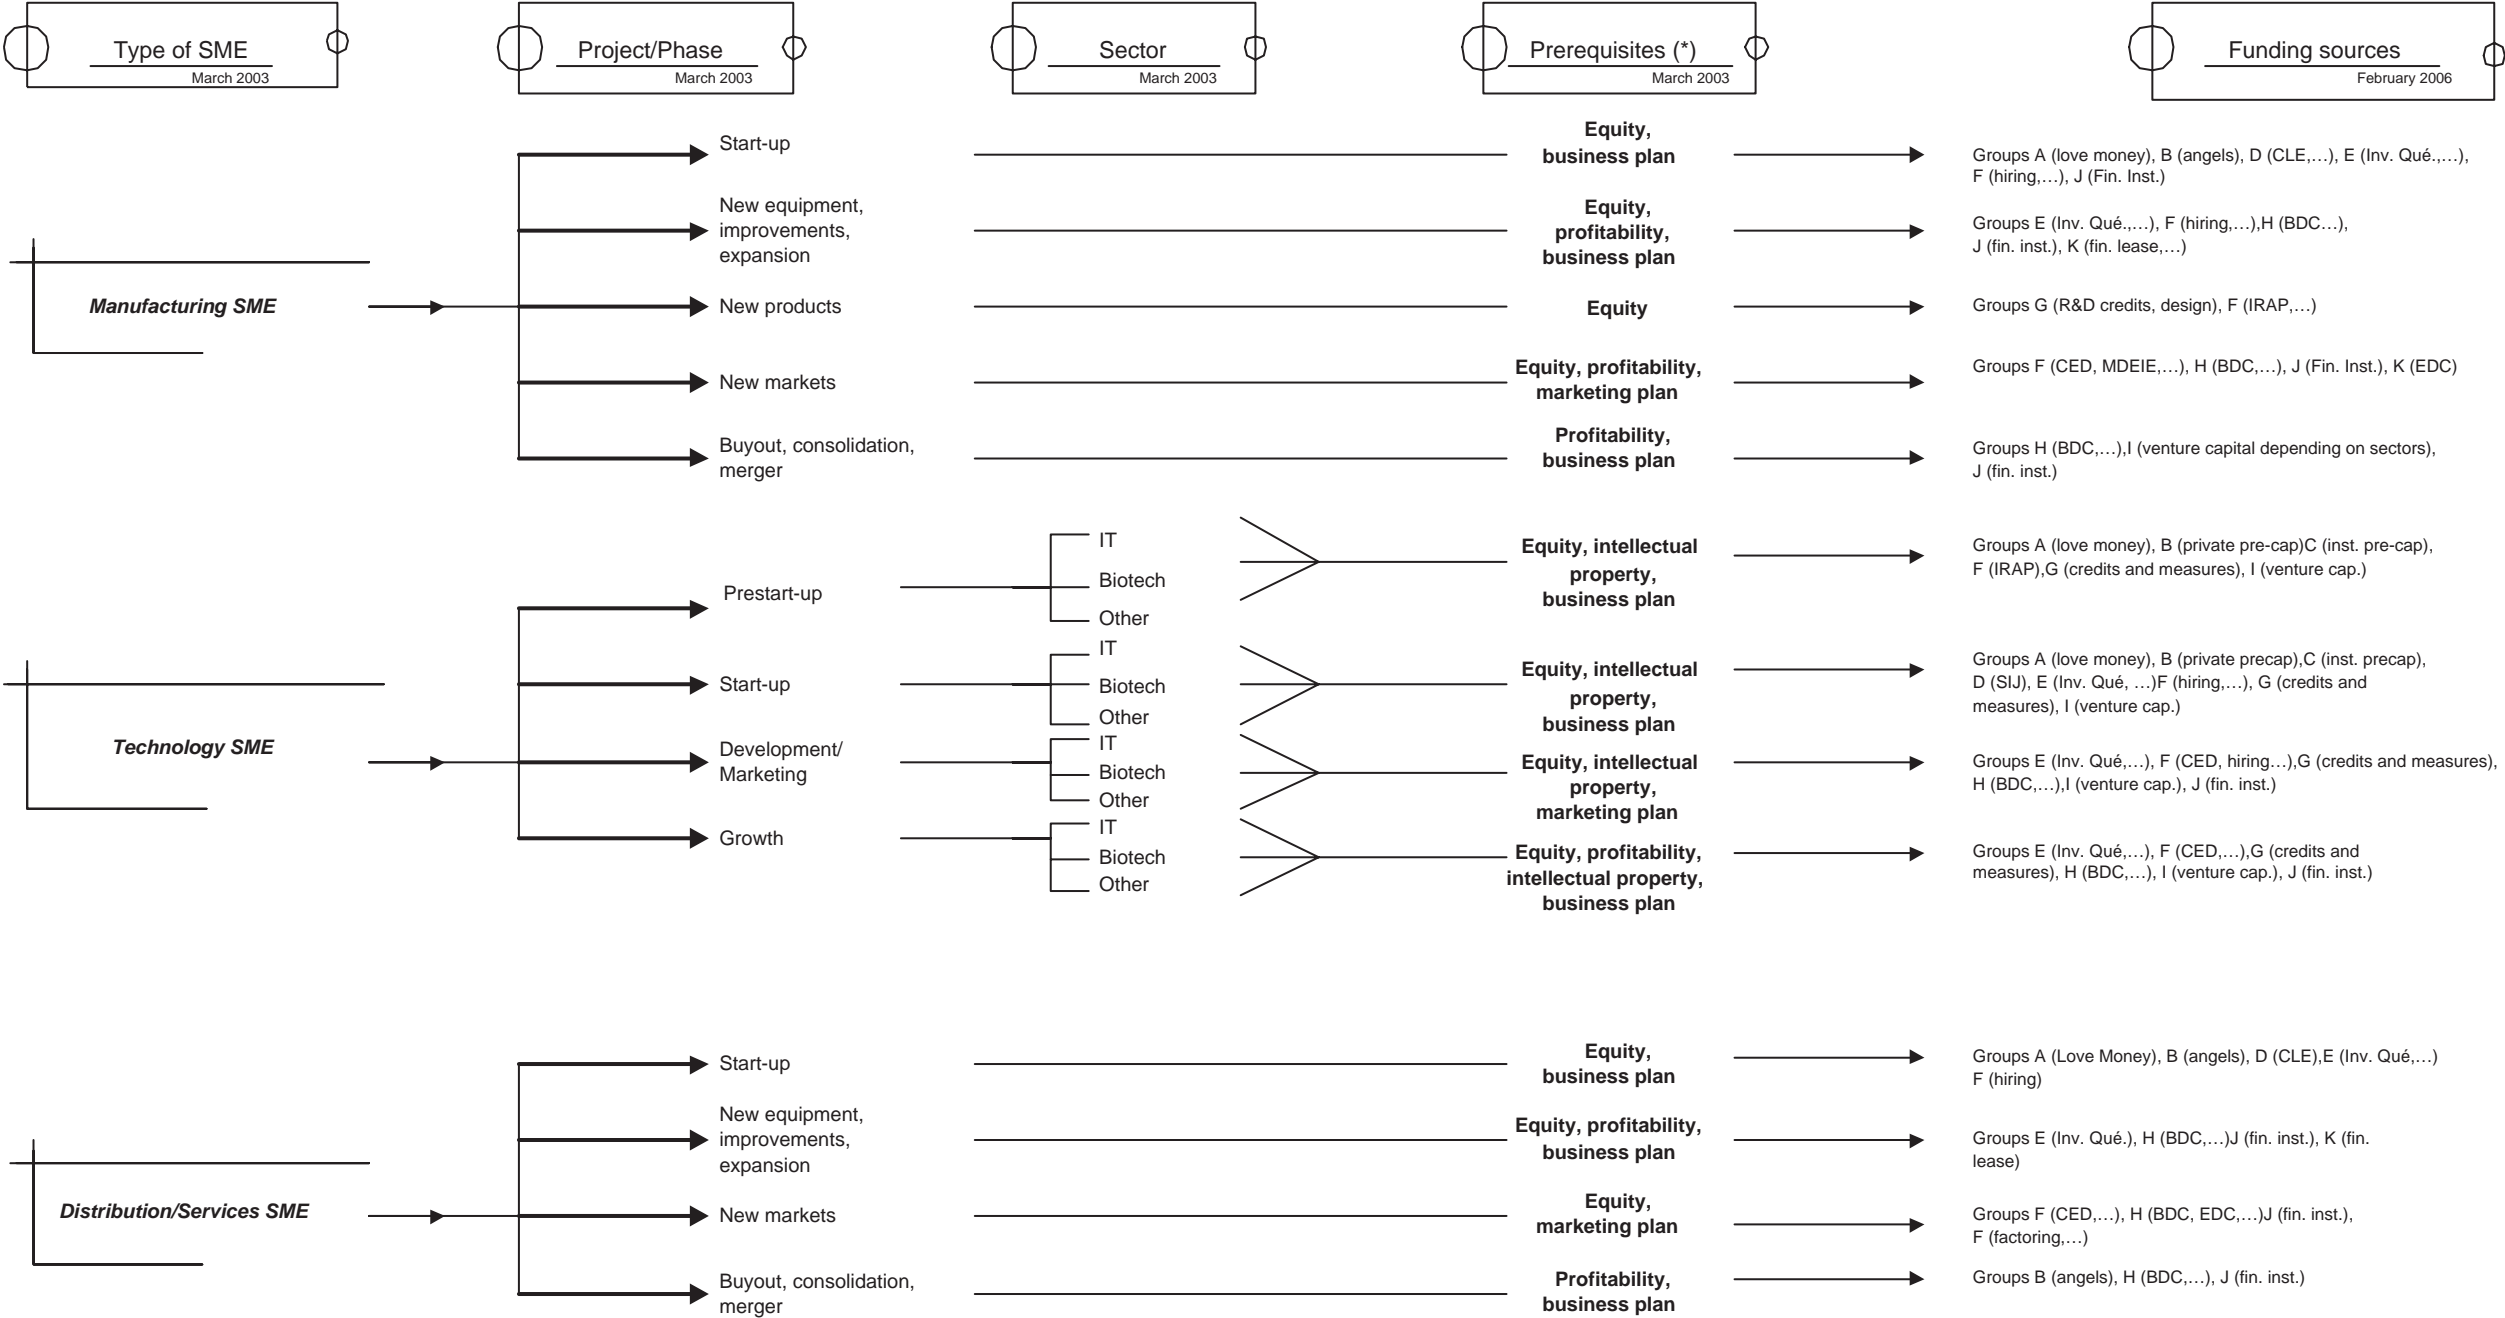 Type of SME
March 2003
Project/Phase
March 2003
Sector
March 2003
Prerequisites (*)
March 2003
Funding sources
February 2006
Manufacturing SME
Start-up
Equity,
business plan
Groups A (love money), B (angels), D (CLE,…), E (Inv. Qué.,…),
F (hiring,…), J (Fin. Inst.)
New equipment,
improvements,
expansion
Equity,
profitability,
business plan
Groups E (Inv. Qué.,…), F (hiring,…),H (BDC…),
J (fin. inst.), K (fin. lease,…)
New products
Equity
Groups G (R&D credits, design), F (IRAP,…)
New markets
Equity, profitability,
marketing plan
Groups F (CED, MDEIE,…), H (BDC,…), J (Fin. Inst.), K (EDC)
Buyout, consolidation,
merger
Profitability,
business plan
Groups H (BDC,…),I (venture capital depending on sectors),
J (fin. inst.)
Technology SME
Prestart-up
IT
Biotech
Other
Equity, intellectual
property,
business plan
Groups A (love money), B (private pre-cap)C (inst. pre-cap),
F (IRAP),G (credits and measures), I (venture cap.)
Start-up
IT
Biotech
Other
Equity, intellectual
property,
business plan
Groups A (love money), B (private precap),C (inst. precap),
D (SIJ), E (Inv. Qué, …)F (hiring,…), G (credits and
measures), I (venture cap.)
Development/
Marketing
IT
Biotech
Other
Equity, intellectual
property,
marketing plan
Groups E (Inv. Qué,…), F (CED, hiring…),G (credits and measures),
H (BDC,…),I (venture cap.), J (fin. inst.)
Growth
IT
Biotech
Other
Equity, profitability,
intellectual property,
business plan
Groups E (Inv. Qué,…), F (CED,…),G (credits and
measures), H (BDC,…), I (venture cap.), J (fin. inst.)
Distribution/Services SME
Start-up
Equity,
business plan
Groups A (Love Money), B (angels), D (CLE),E (Inv. Qué,…)
F (hiring)
New equipment,
improvements,
expansion
Equity, profitability,
business plan
Groups E (Inv. Qué.), H (BDC,…)J (fin. inst.), K (fin.
lease)
New markets
Equity,
marketing plan
Groups F (CED,…), H (BDC, EDC,…)J (fin. inst.),
F (factoring,…)
Buyout, consolidation,
merger
Profitability,
business plan
Groups B (angels), H (BDC,…), J (fin. inst.)